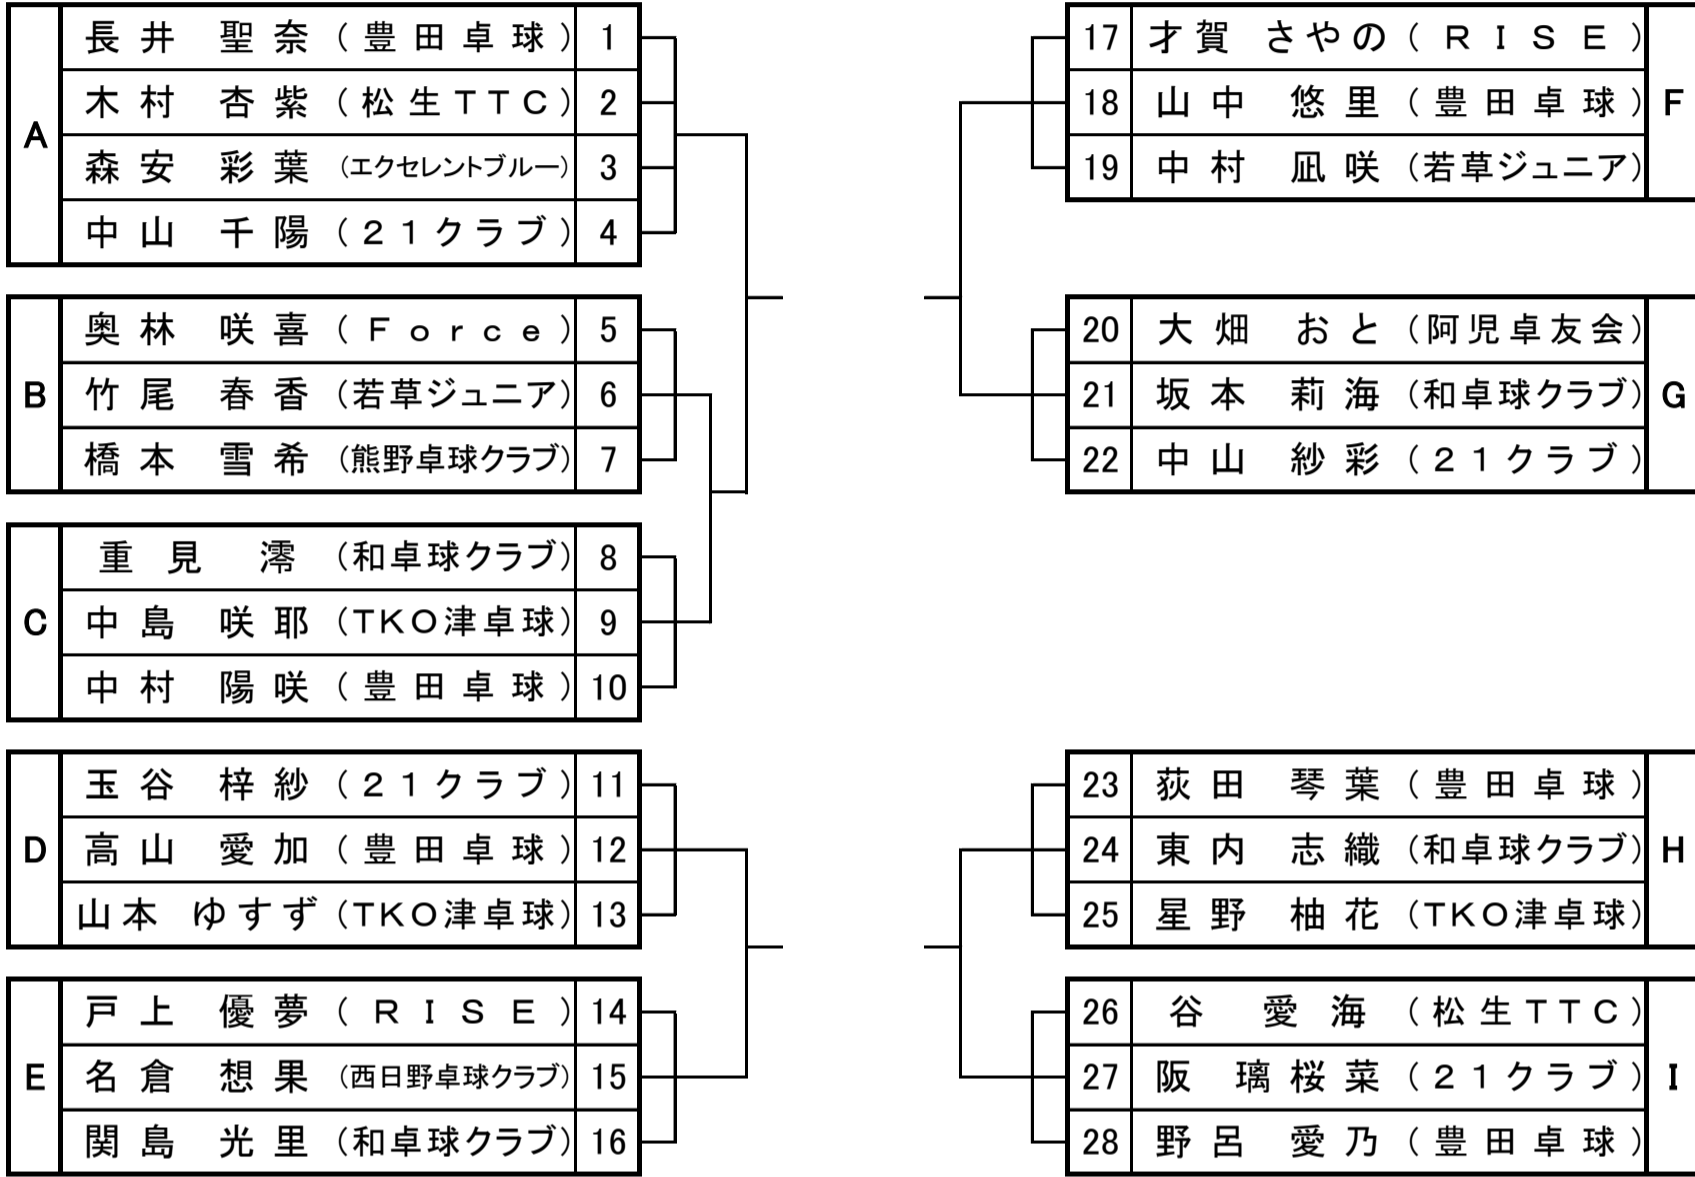 A
長井 聖奈 (豊田卓球) 1
木村 杏紫 (松生TTC) 2
森安 彩葉 (エクセレントブルー) 3
中山 千陽 (21クラブ) 4
B
奥林 咲喜 (Force) 5
竹尾 春香 (若草ジュニア) 6
橋本 雪希 (熊野卓球クラブ) 7
C
重見 澪 (和卓球クラブ) 8
中島 咲耶 (TKO津卓球) 9
中村 陽咲 (豊田卓球) 10
D
玉谷 梓紗 (21クラブ) 11
高山 愛加 (豊田卓球) 12
山本 ゆすず (TKO津卓球) 13
E
戸上 優夢 (RISE) 14
名倉 想果 (西日野卓球クラブ) 15
関島 光里 (和卓球クラブ) 16
17 才賀 さやの (RISE)
18 山中 悠里 (豊田卓球)
19 中村 凪咲 (若草ジュニア)
F
20 大畑 おと (阿児卓友会)
21 坂本 莉海 (和卓球クラブ)
22 中山 紗彩 (21クラブ)
G
23 荻田 琴葉 (豊田卓球)
24 東内 志織 (和卓球クラブ)
25 星野 柚花 (TKO津卓球)
H
26 谷 愛海 (松生TTC)
27 阪 璃桜菜 (21クラブ)
28 野呂 愛乃 (豊田卓球)
I